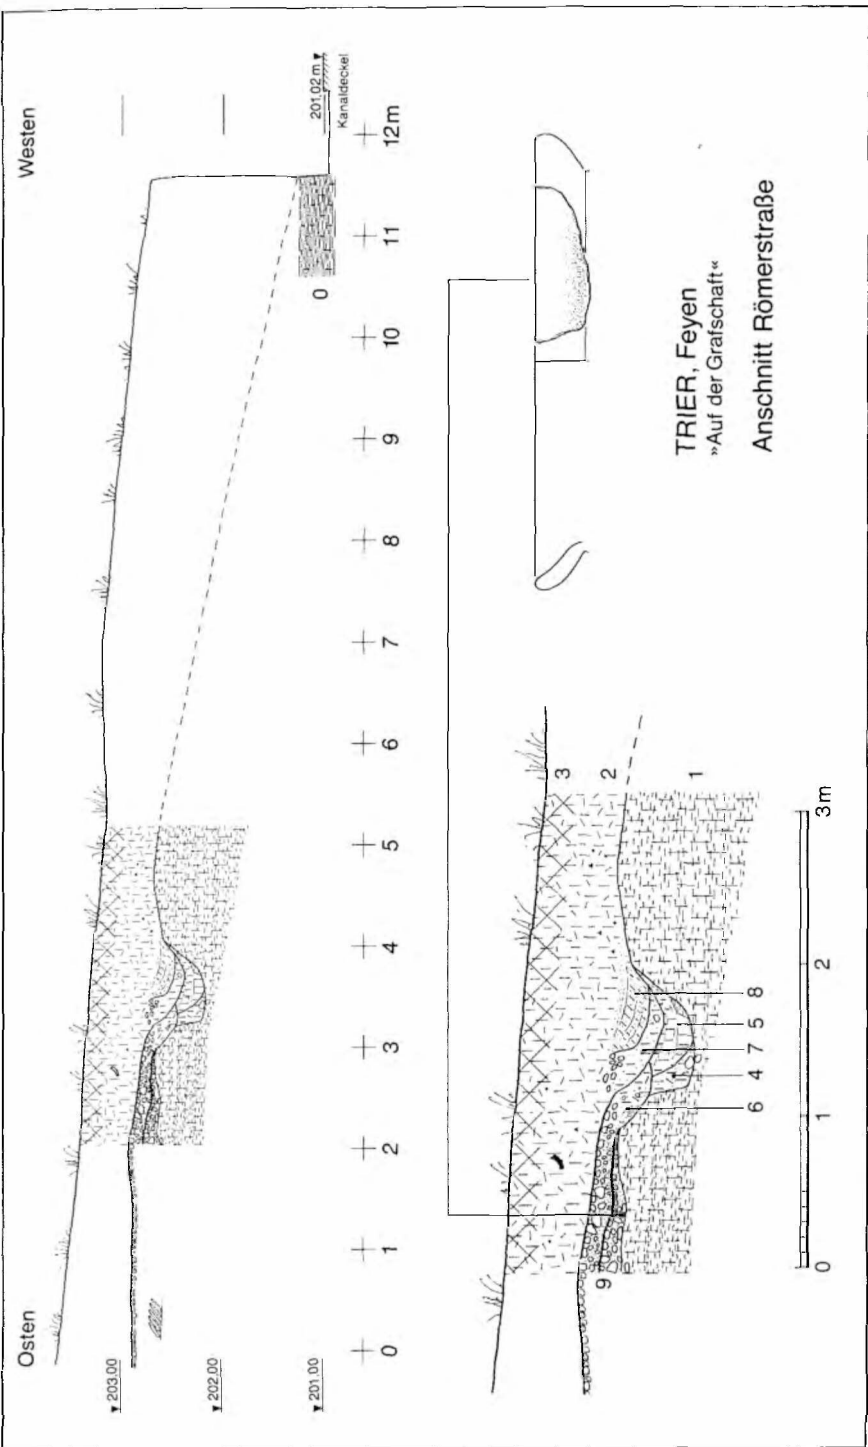 Osten
Westen
▼ 203,00
▼ 202,00
▼ 201,00
201,02 m ▼
Kanaldeckel
0
0 1 2 3 4 5 6 7 8 9 10 11 12m
3
2
1
9
6 4 7 5 8
0 1 2 3m
TRIER, Feyen
»Auf der Grafschaft«
Anschnitt Römerstraße